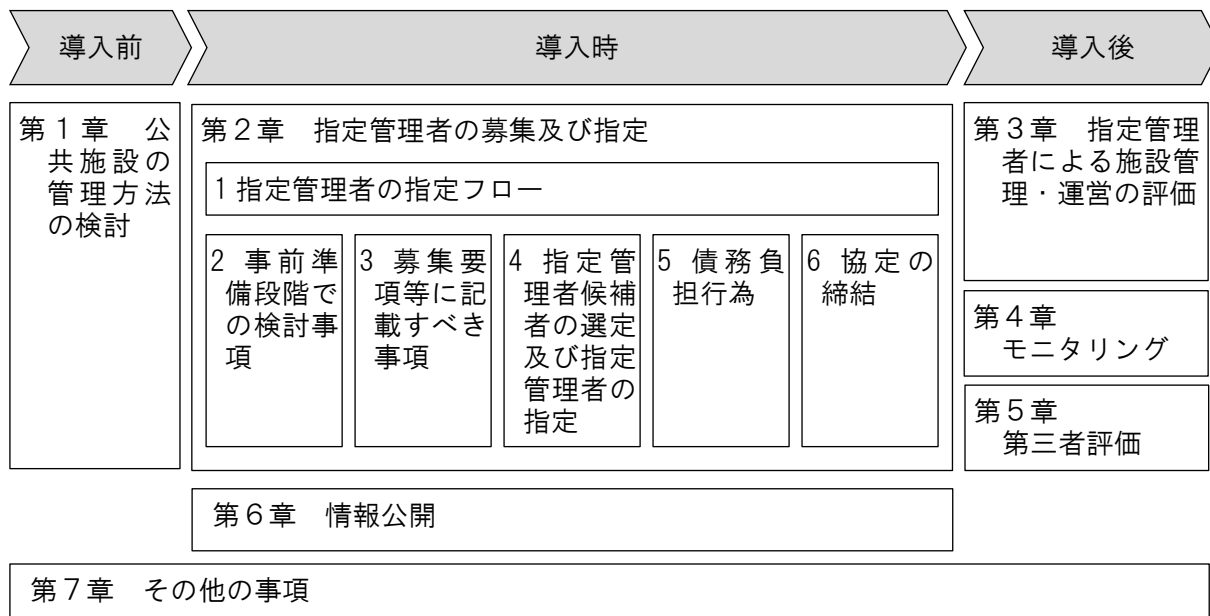 導入前
導入時
導入後
第1章　公
共施設の
管理方法
の検討
第2章　指定管理者の募集及び指定
1 指定管理者の指定フロー
2 事前準
備段階で
の検討事
項
3 募集要
項等に記
載すべき
事項
4 指定管
理者候補
者の選定
及び指定
管理者の
指定
5 債務負
担行為
6 協定の
締結
第3章　指定管理
者による施設管
理・運営の評価
第4章
モニタリング
第5章
第三者評価
第6章　情報公開
第7章　その他の事項